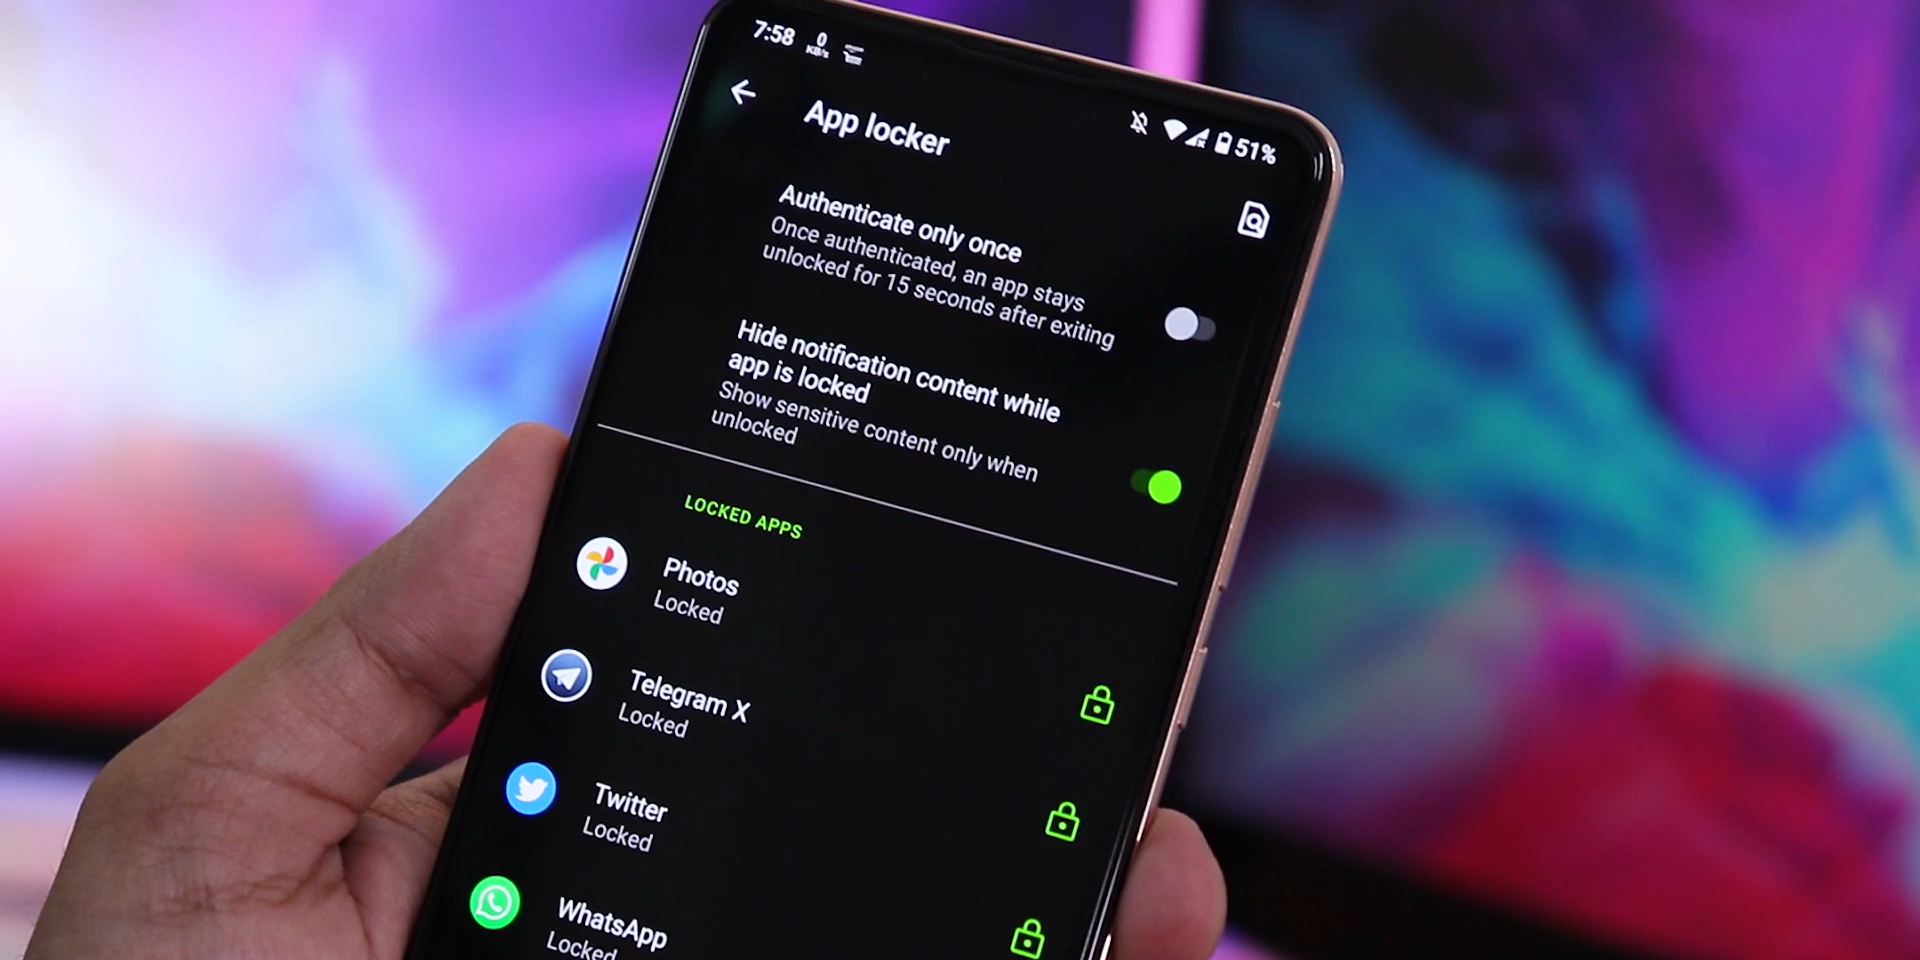 7:58
0
KB/s
51%
App locker
Authenticate only once
Once authenticated, an app stays
unlocked for 15 seconds after exiting
Hide notification content while
app is locked
Show sensitive content only when
unlocked
LOCKED APPS
Photos
Locked
Telegram X
Locked
Twitter
Locked
WhatsApp
Locked